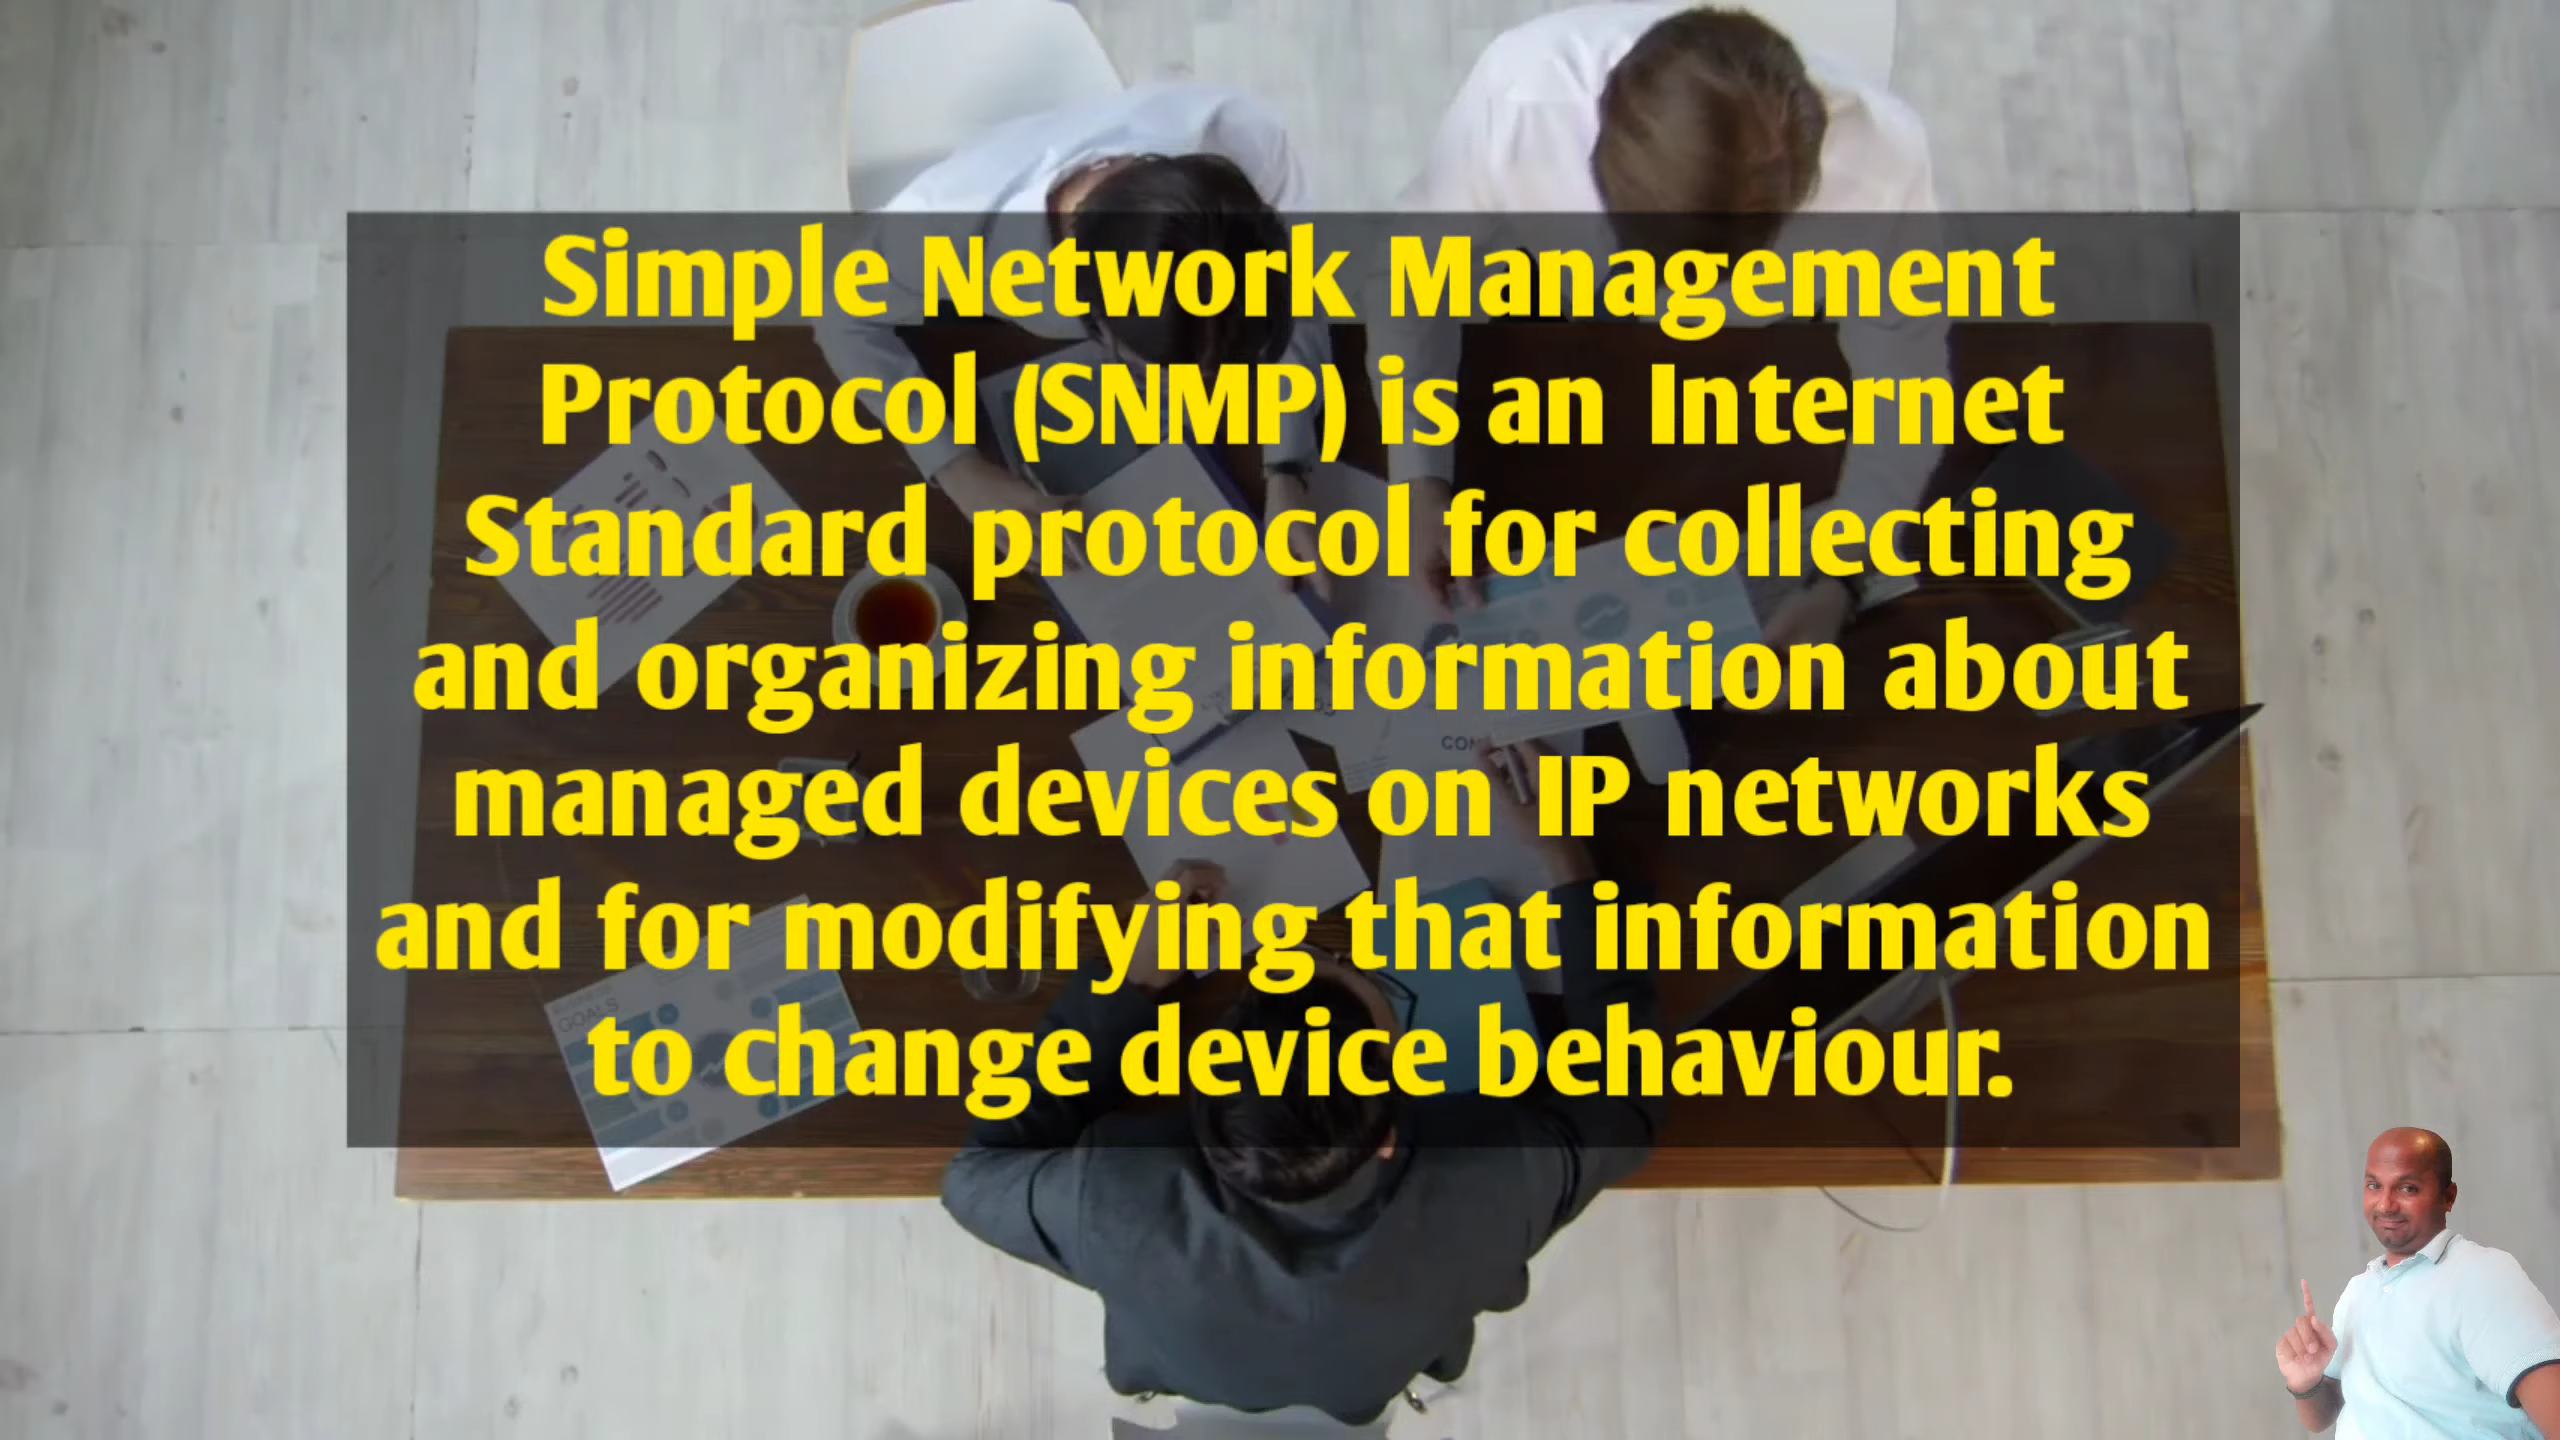 Simple Network Management
Protocol (SNMP) is an Internet
Standard protocol for collecting
and organizing information about
managed devices on IP networks
and for modifying that information
to change device behaviour.
GOALS